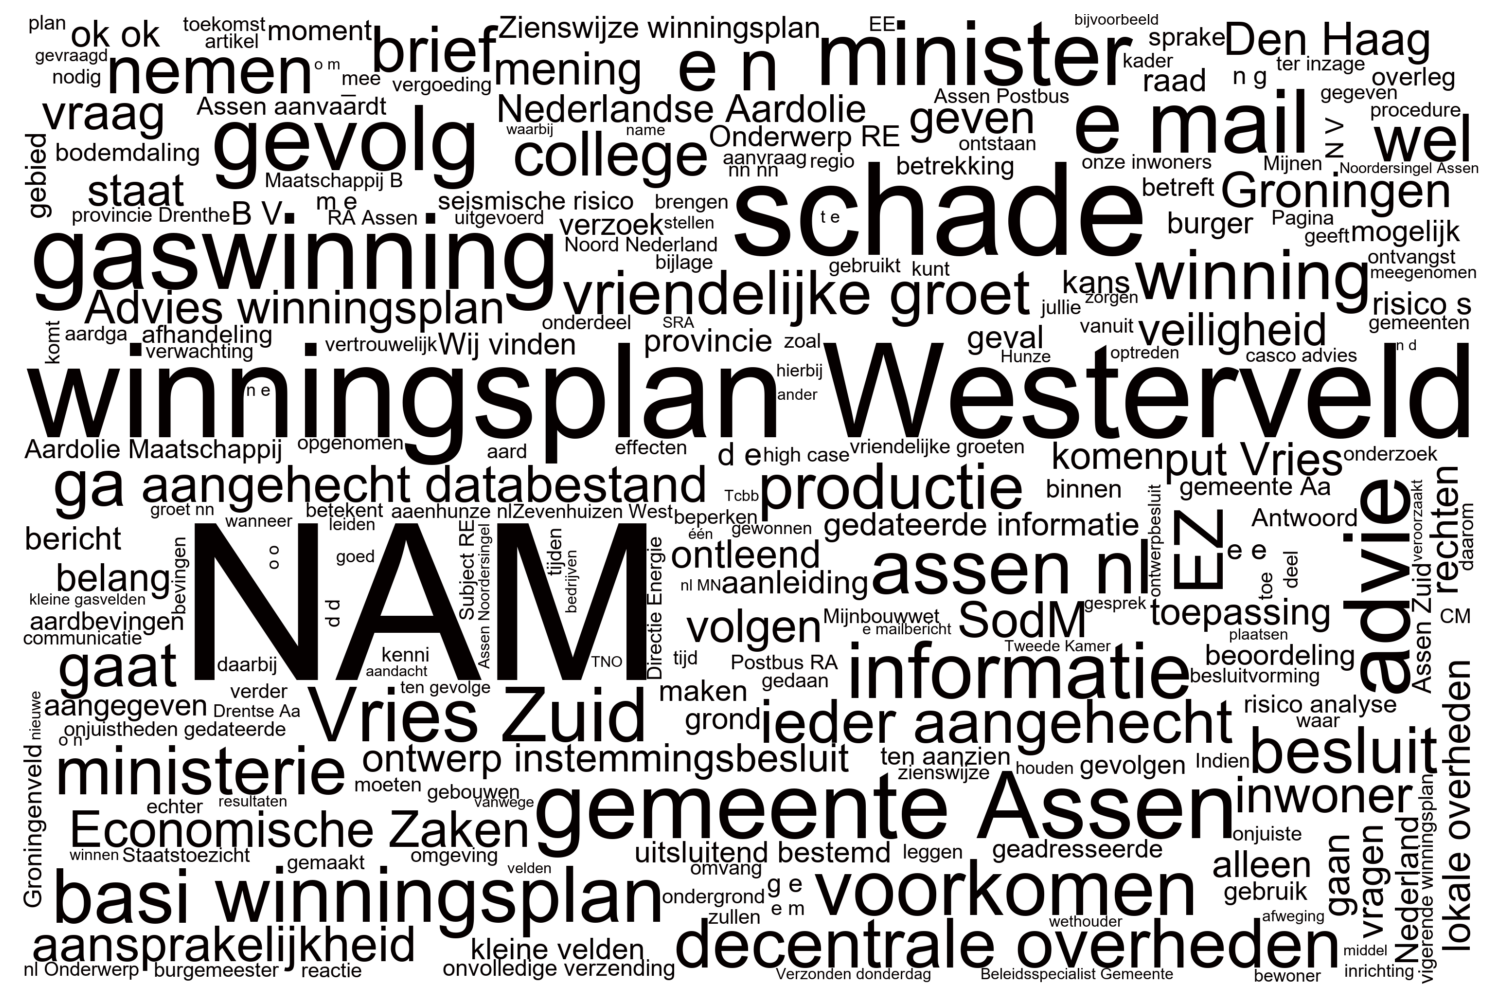 plan
ok ok
toekomst
moment
brief
Zienswijze winningsplan
EE
minister
bijvoorbeeld
sprake
Den Haag
artikel
gevraagd
nodig
nemen
o m
mee
vergoeding
mening
e n
kader
raad
n g
ter inzage
overleg
vraag
Assen aanvaardt
gevolg
Nederlandse Aardolie
Assen Postbus
geven
e mail
gegeven
procedure
wel
N V
gebied
bodemdaling
waarbij
name
college
Onderwerp RE
ontstaan
aanvraag
regio
nn nn
betrekking
onze inwoners
Mijnen
Noordersingel Assen
staat
Maatschappij B
m e
seismische risico
brengen
schade
t e
betreft
Groningen
provincie Drenthe
B V
RA Assen
uitgevoerd
verzoek
stellen
burger
Pagina
geeft
mogelijk
gaswinning
Noord Nederland
bijlage
gebruikt
kunt
kans
winning
ontvangst
meegenomen
Advies winningsplan
vriendelijke groet
jullie
zorgen
risico s
komt
aardga
afhandeling
onderdeel
SRA
vanuit
veiligheid
gemeenten
verwachting
vertrouwelijk
Wij vinden
provincie
zoal
geval
Hunze
optreden
casco advies
n d
winningsplan
n e
hierbij
ander
Westerveld
Aardolie Maatschappij
opgenomen
aard
effecten
d e
high case
vriendelijke groeten
komen
put Vries
onderzoek
ga
aangehecht databestand
Tcbb
productie
binnen
gemeente Aa
groet nn
wanneer
betekent
leiden
aaenhunze nl
Zevenhuizen West
beperken
één
gewonnen
gedateerde informatie
ontwerpbesluit
EZ
Antwoord
advie
veroorzaakt
rechten
daarom
bericht
bevingen
NAM
o o
goed
d d
Subject RE
Assen Noordersingel
tijden
bedrijven
Directie Energie
ontleend
nl MN
aanleiding
assen nl
e e
toe
deel
belang
kleine gasvelden
aardbevingen
communicatie
volgen
Mijnbouwwet
e mailbericht
SodM
gesprek
toepassing
Assen Zuid
CM
gaat
daarbij
kenni
aandacht
TNO
tijd
Postbus RA
gedaan
Tweede Kamer
informatie
plaatsen
beoordeling
besluitvorming
nieuwe
aangegeven
verder
Drentse Aa
ten gevolge
Vries Zuid
maken
grond
ieder aangehecht
risico analyse
waar
lokale overheden
onjuistheden gedateerde
o n
Groningenveld
ministerie
ontwerp instemmingsbesluit
ten aanzien
zienswijze
houden
gevolgen
Indien
besluit
echter
resultaten
moeten
gebouwen
vanwege
gemeente Assen
inwoner
Economische Zaken
onjuiste
winnen
Staatstoezicht
gemaakt
omgeving
velden
uitsluitend bestemd
leggen
geadresseerde
alleen
gaan
vragen
Nederland
vigerende winningsplan
basi winningsplan
omvang
ondergrond
g e
e m
voorkomen
gebruik
zullen
wethouder
afweging
aansprakelijkheid
kleine velden
decentrale overheden
middel
nl Onderwerp
burgemeester
reactie
onvolledige verzending
Verzonden donderdag
Beleidsspecialist Gemeente
bewoner
inrichting